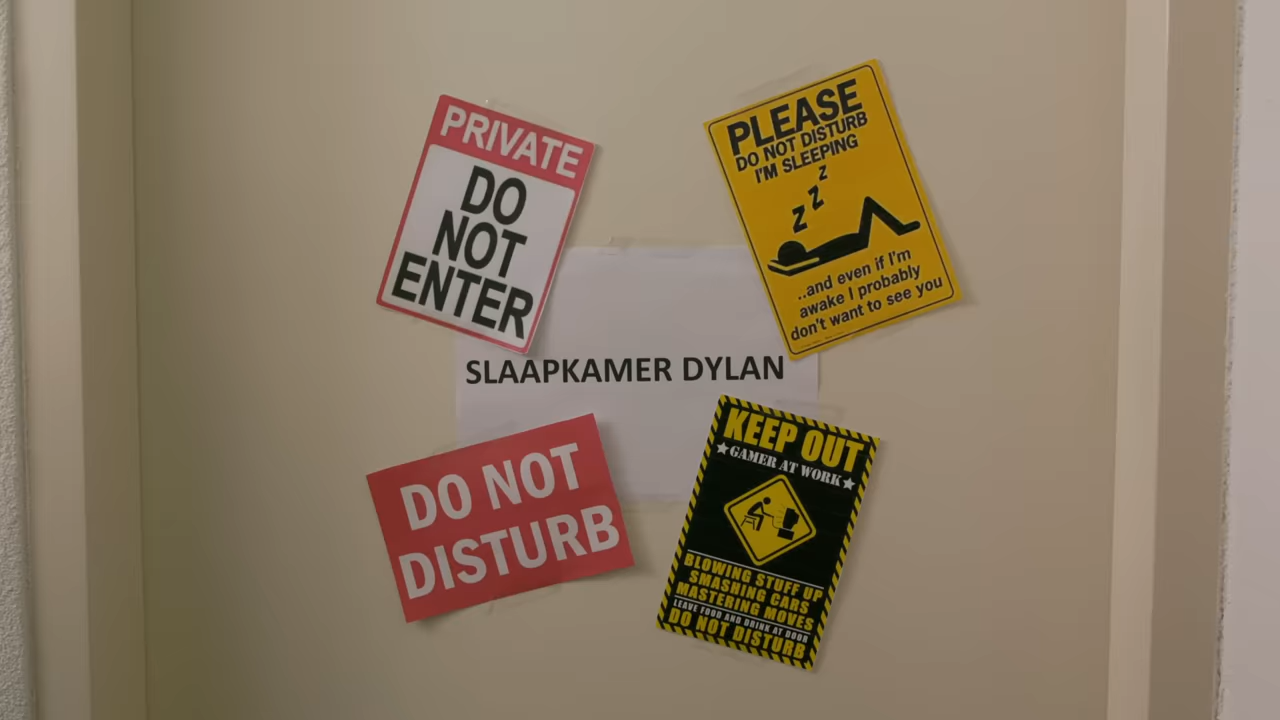 PRIVATE
DO
NOT
ENTER
PLEASE
DO NOT DISTURB
I'M SLEEPING
Z
Z
Z
..and even if I'm
awake I probably
don't want to see you
SLAAPKAMER DYLAN
DO NOT
DISTURB
KEEP OUT
★GAMER AT WORK★
BLOWING STUFF UP
SMASHING CARS
MASTERING MOVES
LEAVE FOOD AND DRINK AT DOOR
DO NOT DISTURB